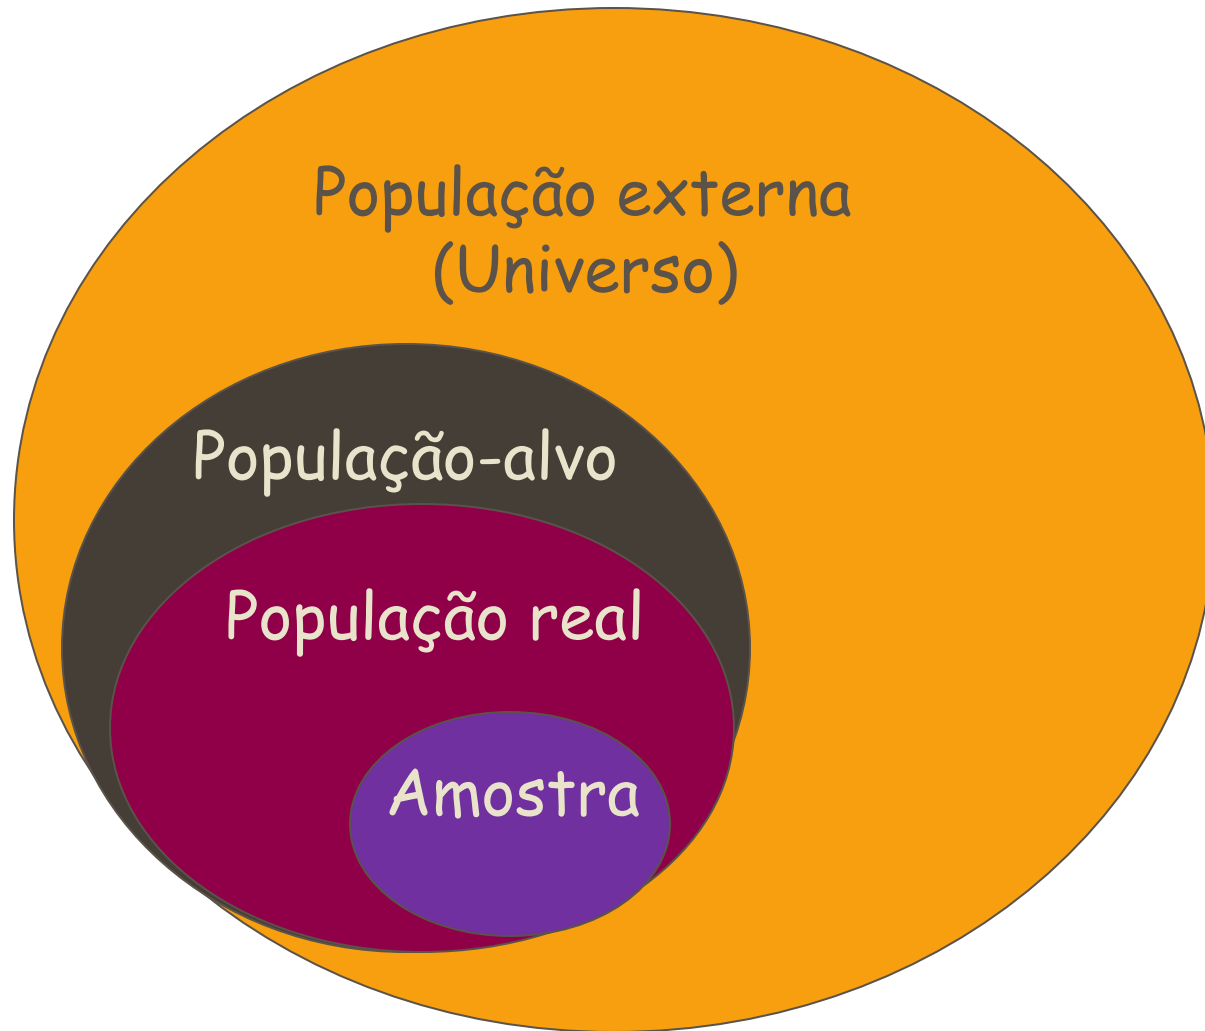 População externa
(Universo)
População-alvo
População real
Amostra